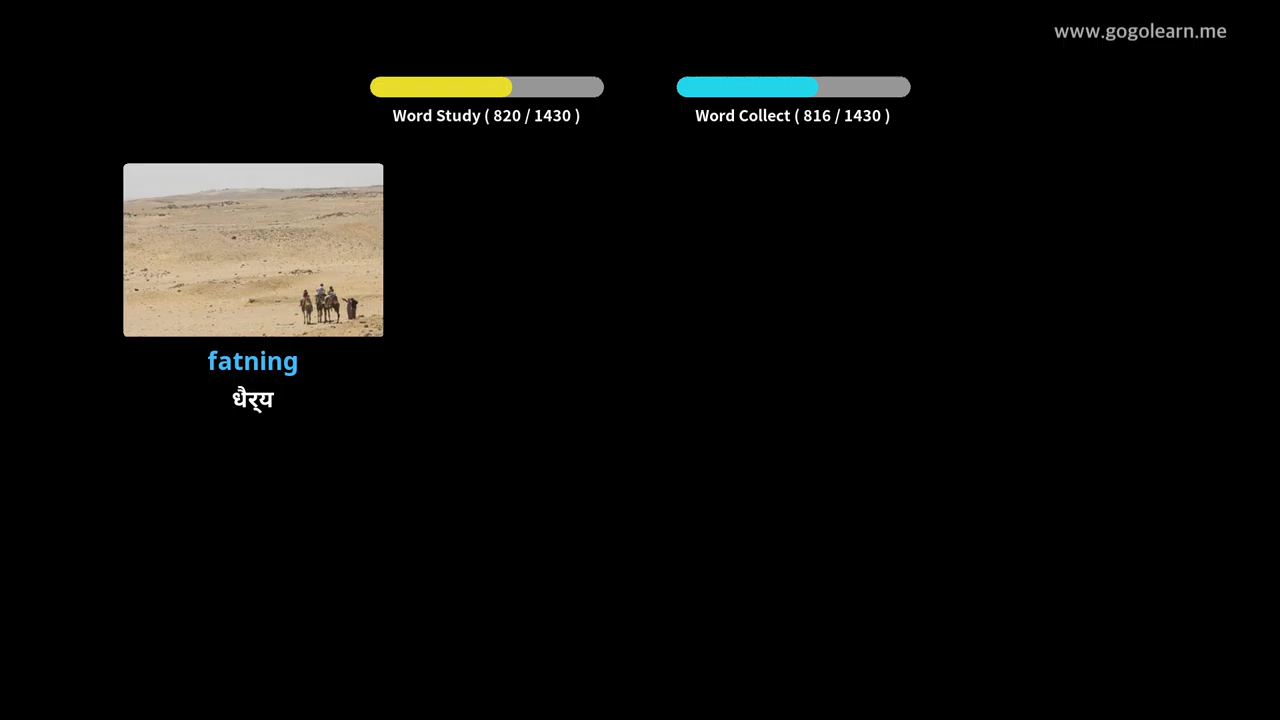 www.gogolearn.me
Word Study ( 820 / 1430 )
Word Collect ( 816 / 1430 )
fatning
धैर्य